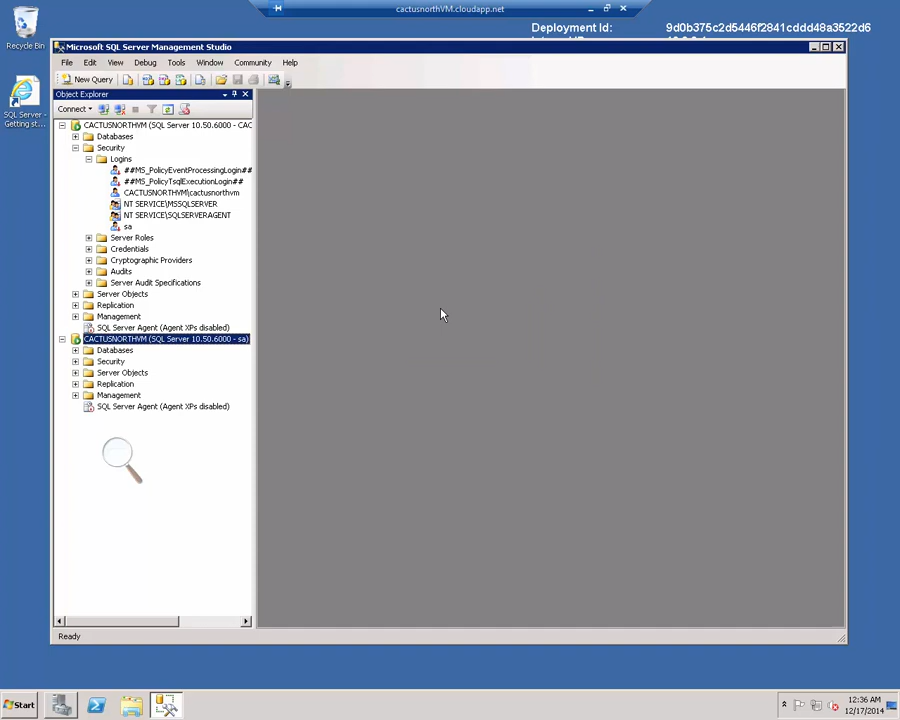 cactusnorthVM.cloudapp.net
Deployment Id: 9d0b375c2d5446f2841cddd48a3522d6
Recycle Bin
SQL Server -
Getting st...
Microsoft SQL Server Management Studio
File Edit View Debug Tools Window Community Help
New Query
Object Explorer
Connect
CACTUSNORTHVM (SQL Server 10.50.6000 - CAC
Databases
Security
Logins
##MS_PolicyEventProcessingLogin##
##MS_PolicyTsqlExecutionLogin##
CACTUSNORTHVM\cactusnorthvm
NT SERVICE\MSSQLSERVER
NT SERVICE\SQLSERVERAGENT
sa
Server Roles
Credentials
Cryptographic Providers
Audits
Server Audit Specifications
Server Objects
Replication
Management
SQL Server Agent (Agent XPs disabled)
CACTUSNORTHVM (SQL Server 10.50.6000 - sa)
Databases
Security
Server Objects
Replication
Management
SQL Server Agent (Agent XPs disabled)
Ready
Start
12:36 AM
12/17/2014